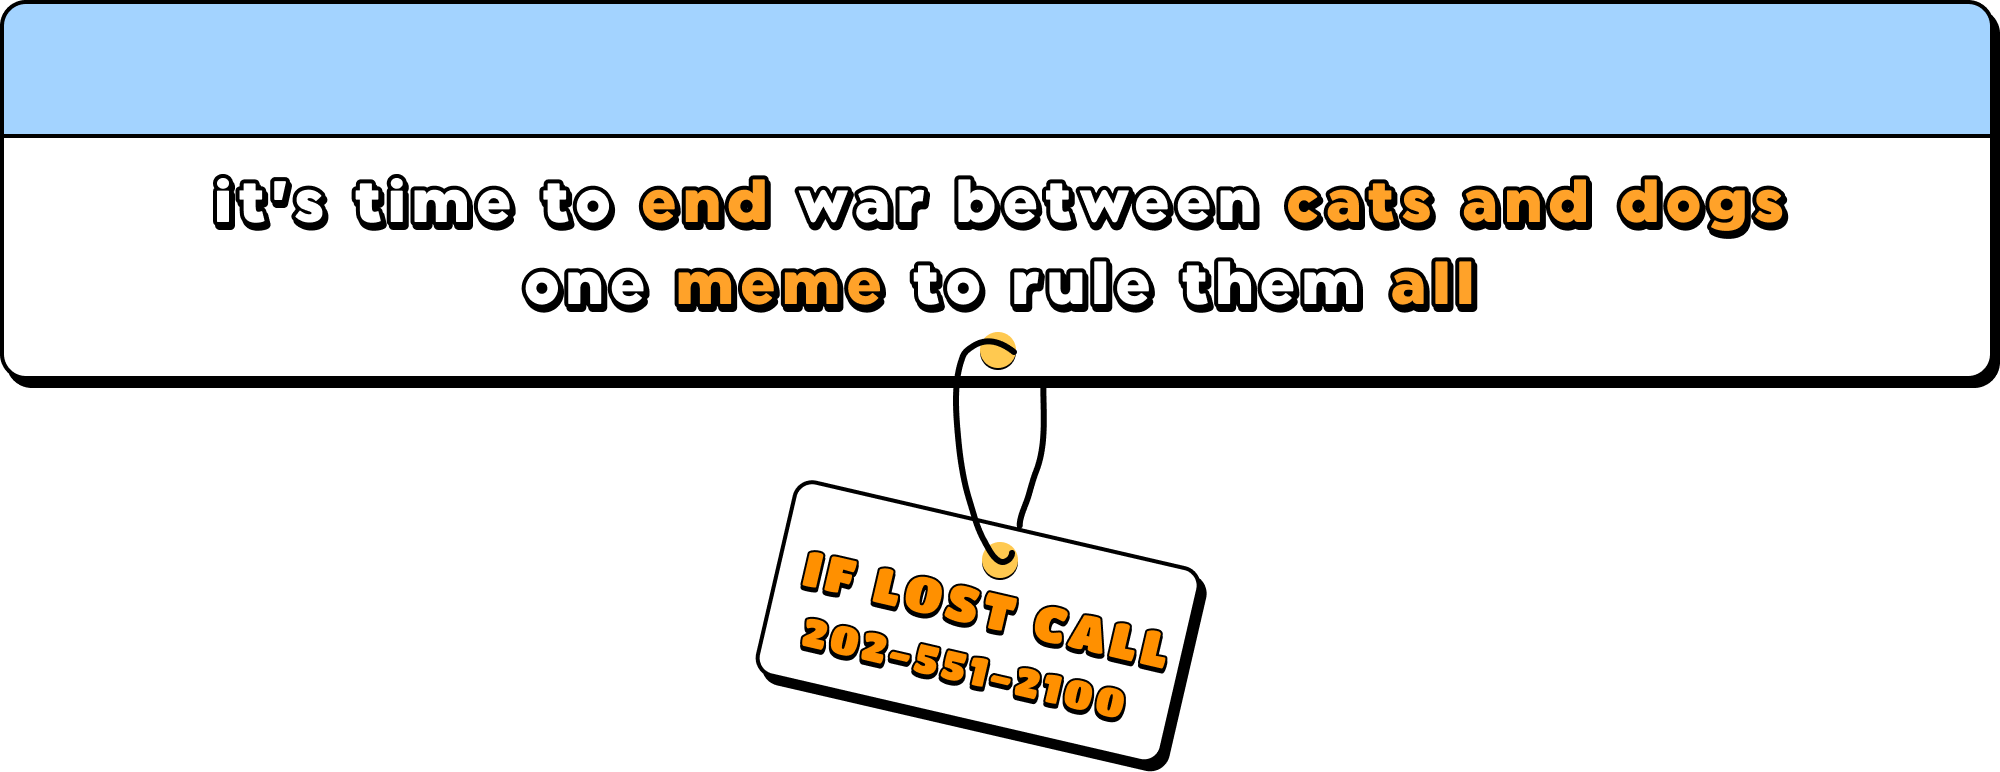 it's time to end war between cats and dogs
one meme to rule them all
IF LOST CALL
202-551-2100